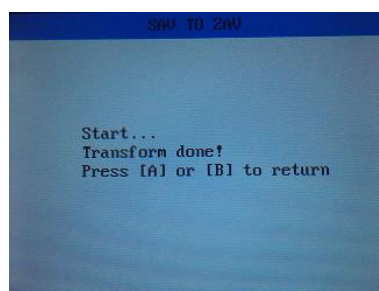 SAV TO ZAV
Start...
Transform done!
Press [A] or [B] to return